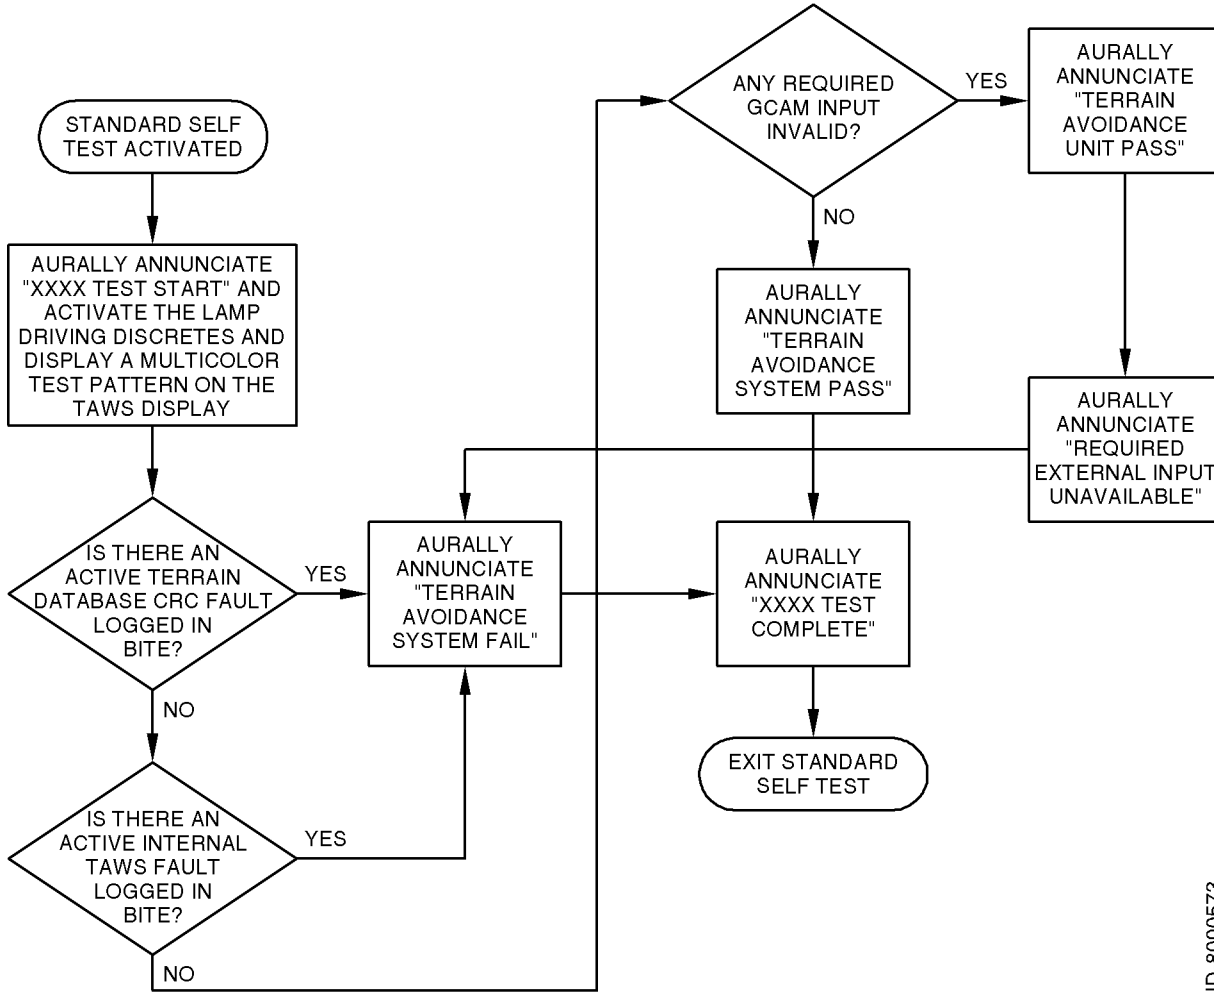 STANDARD SELF
TEST ACTIVATED
AURALLY ANNUNCIATE
"XXXX TEST START" AND
ACTIVATE THE LAMP
DRIVING DISCRETES AND
DISPLAY A MULTICOLOR
TEST PATTERN ON THE
TAWS DISPLAY
IS THERE AN
ACTIVE TERRAIN
DATABASE CRC FAULT
LOGGED IN
BITE?
YES
NO
IS THERE AN
ACTIVE INTERNAL
TAWS FAULT
LOGGED IN
BITE?
YES
NO
AURALLY
ANNUNCIATE
"TERRAIN
AVOIDANCE
SYSTEM FAIL"
ANY REQUIRED
GCAM INPUT
INVALID?
YES
NO
AURALLY
ANNUNCIATE
"TERRAIN
AVOIDANCE
SYSTEM PASS"
AURALLY
ANNUNCIATE
"XXXX TEST
COMPLETE"
EXIT STANDARD
SELF TEST
AURALLY
ANNUNCIATE
"TERRAIN
AVOIDANCE
UNIT PASS"
AURALLY
ANNUNCIATE
"REQUIRED
EXTERNAL INPUT
UNAVAILABLE"